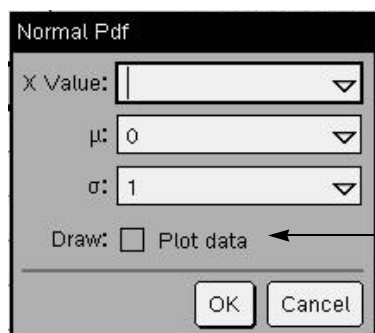 Normal Pdf
X Value:
μ: 0
σ: 1
Draw: Plot data
OK Cancel